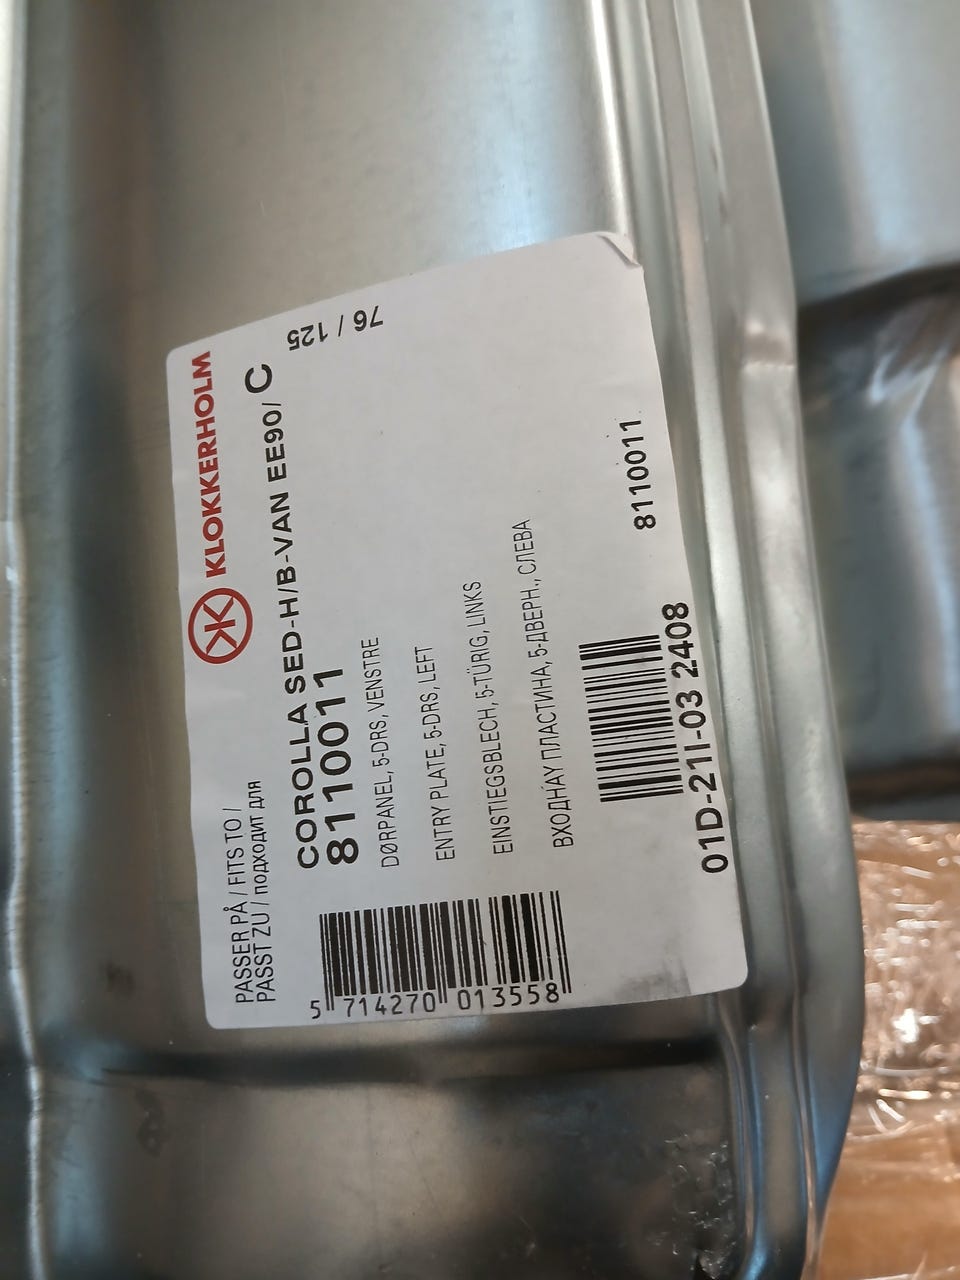 PASSER PÅ / FITS TO /
PASST ZU / подходит для
KLOKKERHOLM
COROLLA SED-H/B-VAN EE90/ C
8110011
76 / 125
DØRPANEL, 5-DRS, VENSTRE
ENTRY PLATE, 5-DRS, LEFT
EINSTIEGSBLECH, 5-TÜRIG, LINKS
ВХОДНАУ ПЛАСТИНА, 5-ДВЕРН., СЛЕВА
5 714270 013558
8110011
01D-21I-03 2408